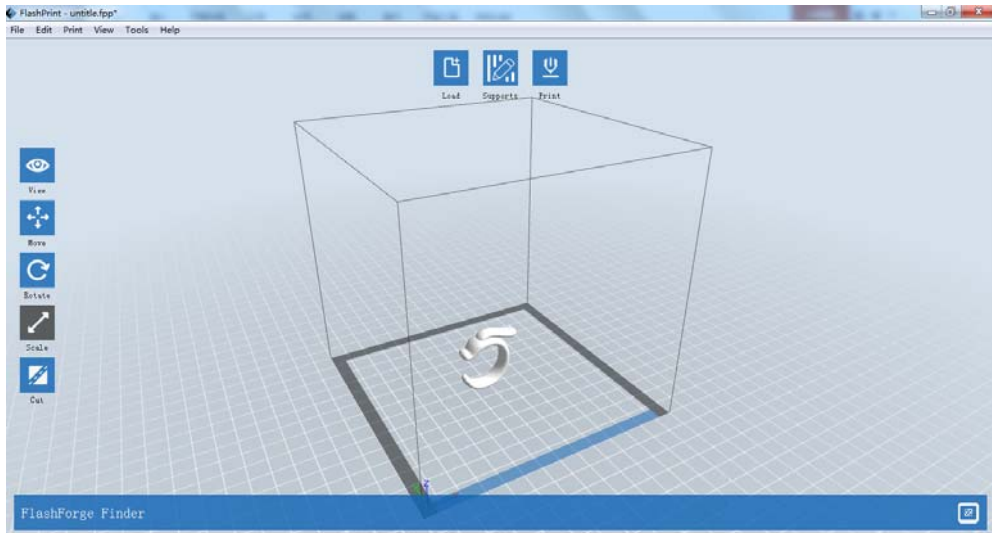 FlashPrint - untitle.fpp*
File Edit Print View Tools Help
Load Supports Print
View
Move
Rotate
Scale
Cut
FlashForge Finder